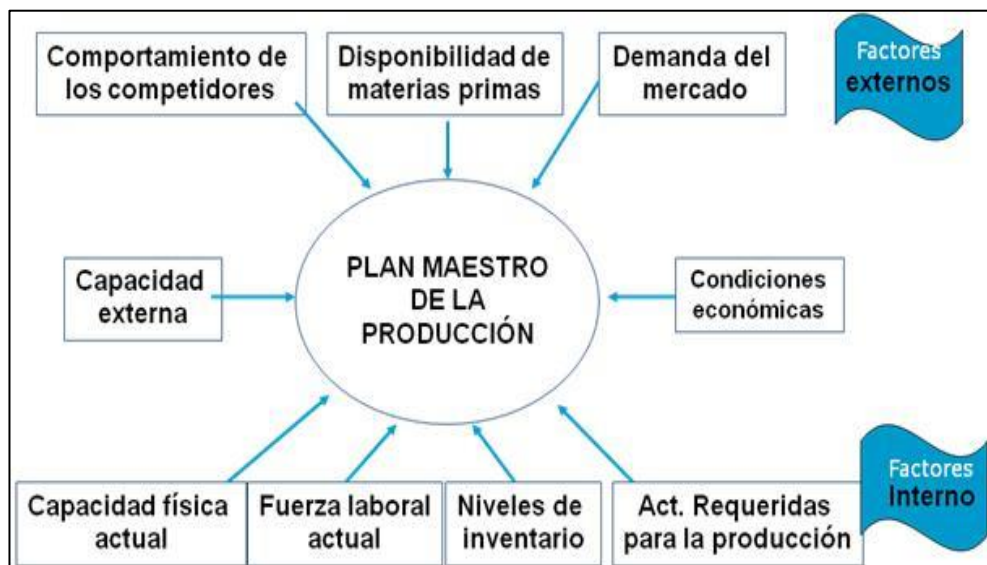 Comportamiento de
los competidores
Disponibilidad de
materias primas
Demanda del
mercado
Factores
externos
Capacidad
externa
PLAN MAESTRO
DE LA
PRODUCCIÓN
Condiciones
económicas
Capacidad física
actual
Fuerza laboral
actual
Niveles de
inventario
Act. Requeridas
para la producción
Factores
Interno